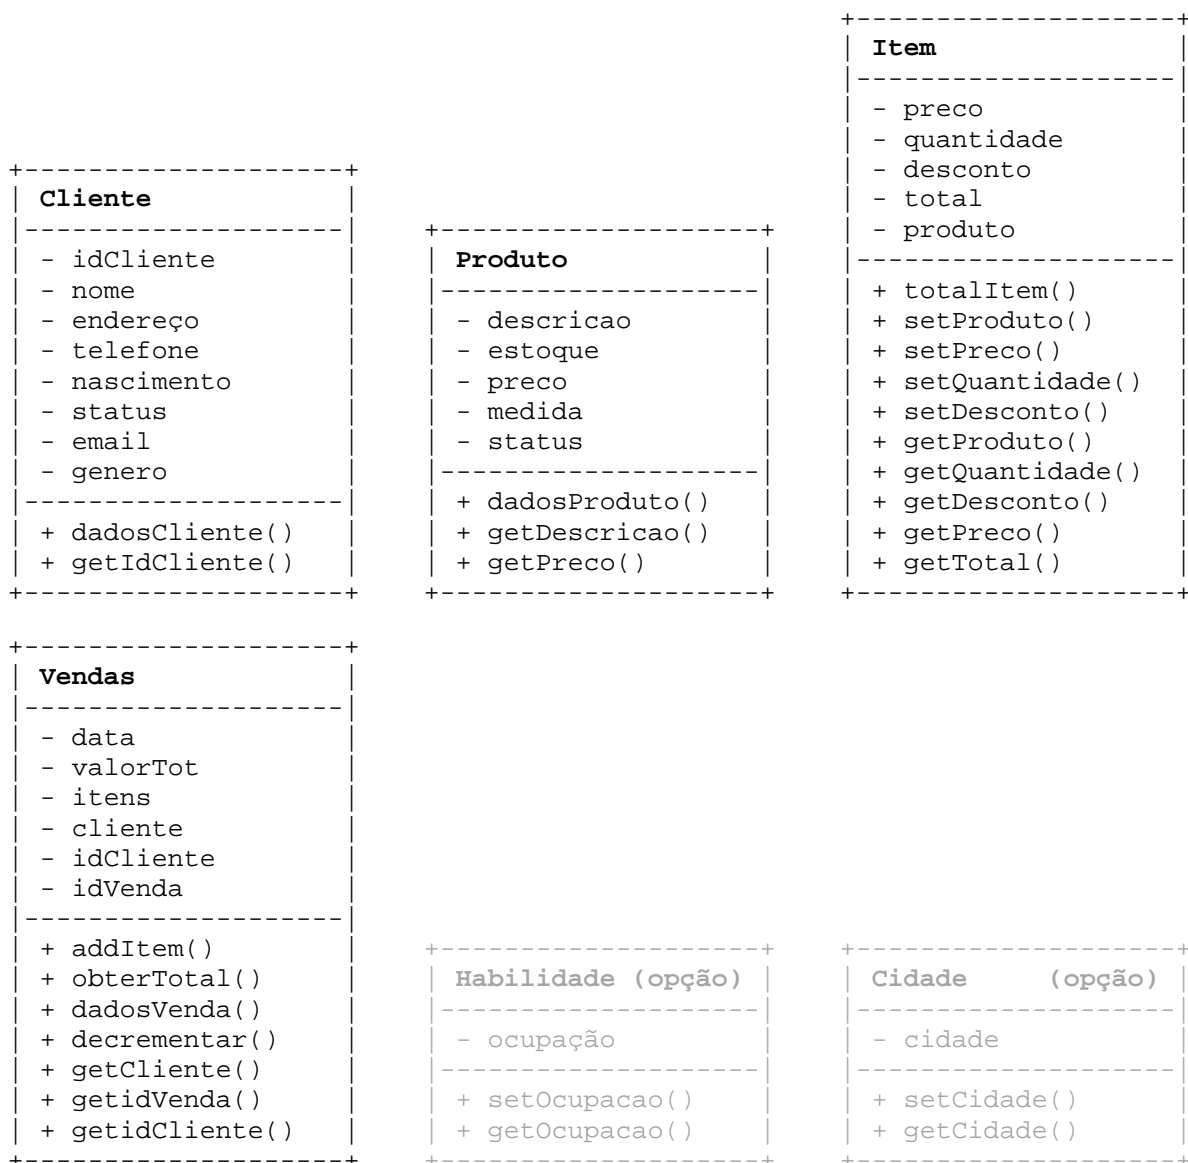 Item
- preco
- quantidade
- desconto
- total
- produto
+ totalItem()
+ setProduto()
+ setPreco()
+ setQuantidade()
+ setDesconto()
+ getProduto()
+ getQuantidade()
+ getDesconto()
+ getPreco()
+ getTotal()
Cliente
- idCliente
- nome
- endereço
- telefone
- nascimento
- status
- email
- genero
+ dadosCliente()
+ getIdCliente()
Produto
- descricao
- estoque
- preco
- medida
- status
+ dadosProduto()
+ getDescricao()
+ getPreco()
Vendas
- data
- valorTot
- itens
- cliente
- idCliente
- idVenda
+ addItem()
+ obterTotal()
+ dadosVenda()
+ decrementar()
+ getCliente()
+ getidVenda()
+ getidCliente()
Habilidade (opção)
- ocupação
+ setOcupacao()
+ getOcupacao()
Cidade (opção)
- cidade
+ setCidade()
+ getCidade()